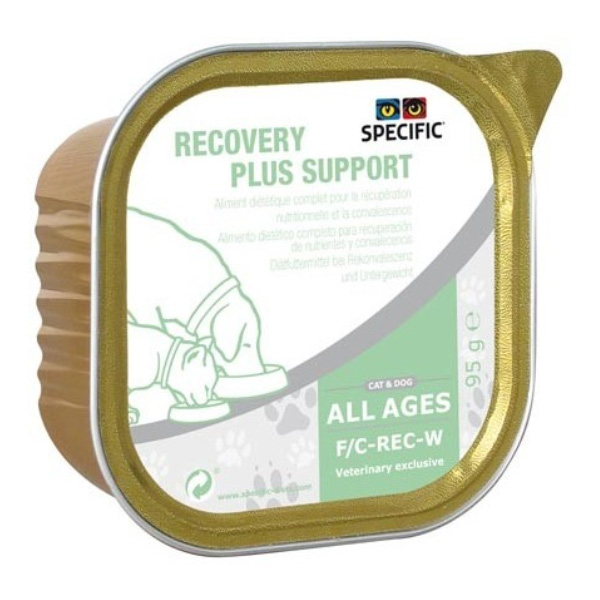 SPECIFIC
RECOVERY
PLUS SUPPORT
Aliment diététique complet pour la récupération
nutritionnelle et la convalescence
Alimento dietético completo para recuperación
de nutrientes y convalecencia
Diätfuttermittel bei Rekonvaleszenz
und Untergewicht
CAT & DOG
ALL AGES
F/C-REC-W
Veterinary exclusive
95 g e